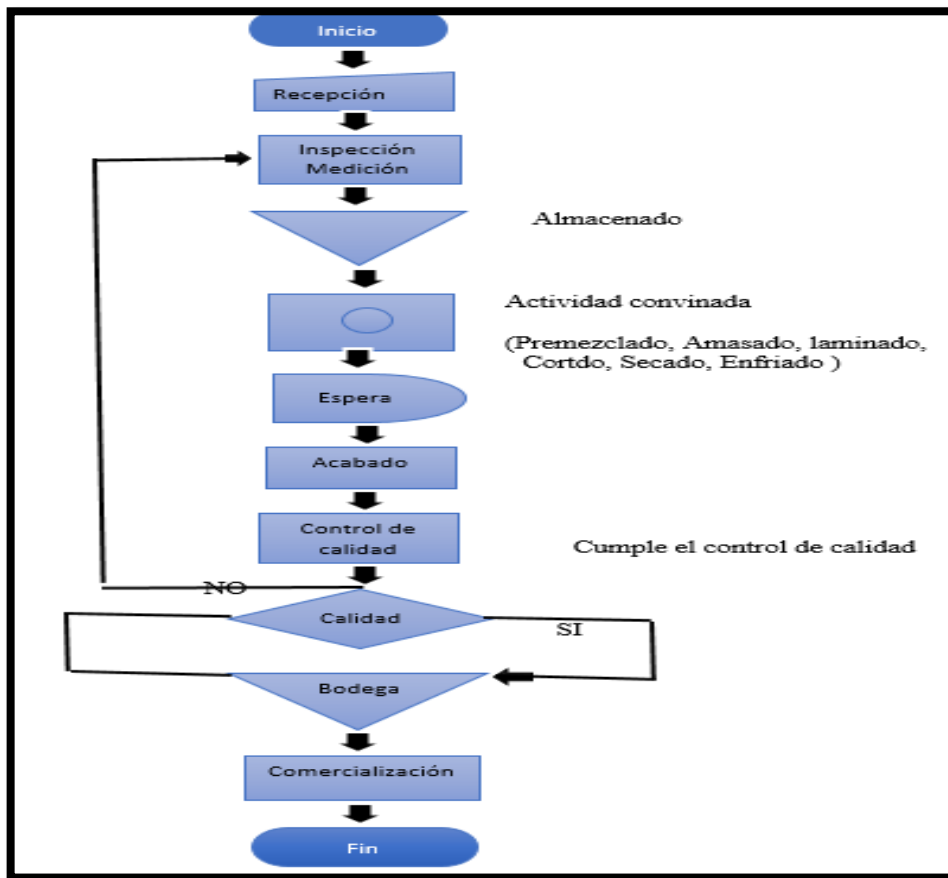 Inicio
Recepción
Inspección
Medición
Almacenado
Actividad convinada
(Premezclado, Amasado, laminado,
Cortdo, Secado, Enfriado )
Espera
Acabado
Control de
calidad
Cumple el control de calidad
NO
Calidad
SI
Bodega
Comercialización
Fin